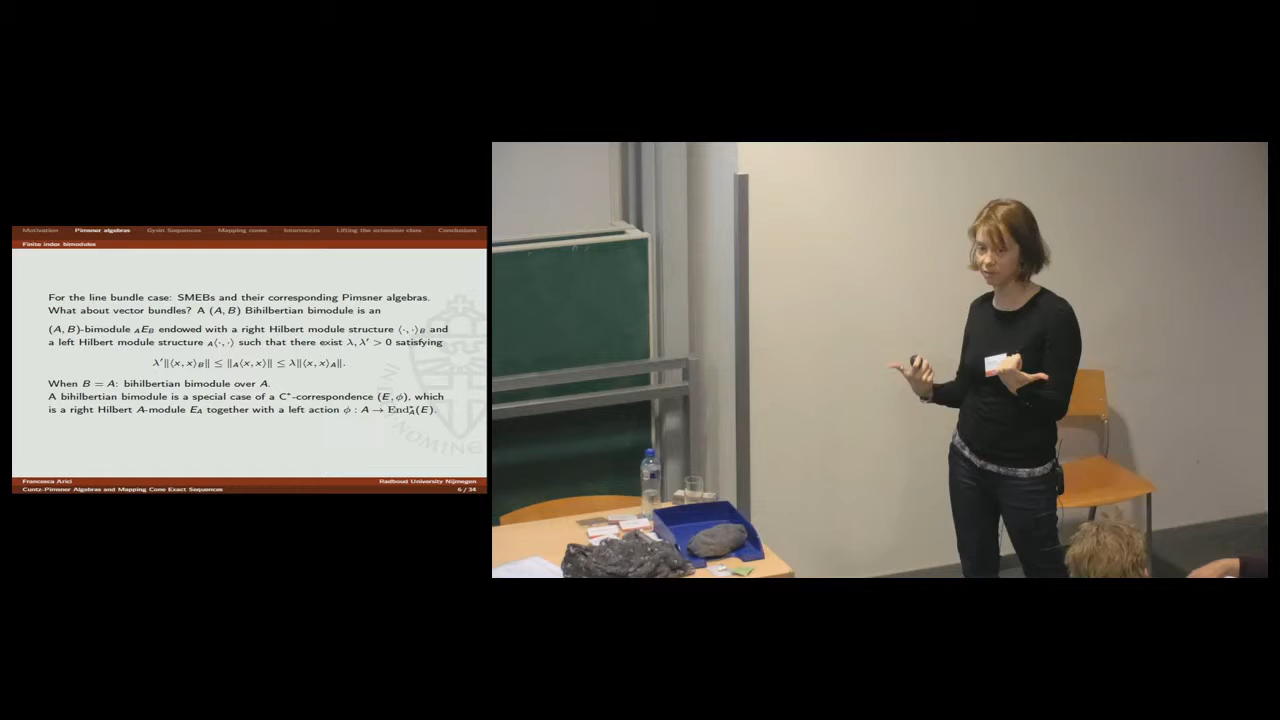 Motivation Pimsner algebras Gysin Sequences Mapping cones Intermezzo Lifting the extension class Conclusions
Finite index bimodules
For the line bundle case: SMEBs and their corresponding Pimsner algebras.
What about vector bundles? A (A, B) Bihilbertian bimodule is an
(A, B)-bimodule ₐE_B endowed with a right Hilbert module structure ⟨·,·⟩_B and
a left Hilbert module structure _A⟨·,·⟩ such that there exist λ, λ′ > 0 satisfying
λ′‖⟨x, x⟩_B‖ ≤ ‖_A⟨x, x⟩‖ ≤ λ‖⟨x, x⟩_A‖.
When B = A: bihilbertian bimodule over A.
A bihilbertian bimodule is a special case of a C*-correspondence (E, φ), which
is a right Hilbert A-module E_A together with a left action φ : A → End*_A(E).
NOMINE
Francesca Arici Radboud University Nijmegen
Cuntz-Pimsner Algebras and Mapping Cone Exact Sequences 6 / 34